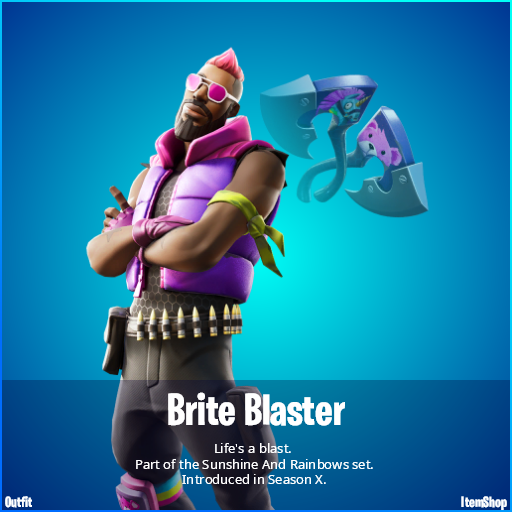 Brite Blaster
Life's a blast.
Part of the Sunshine And Rainbows set.
Introduced in Season X.
Outfit
ItemShop